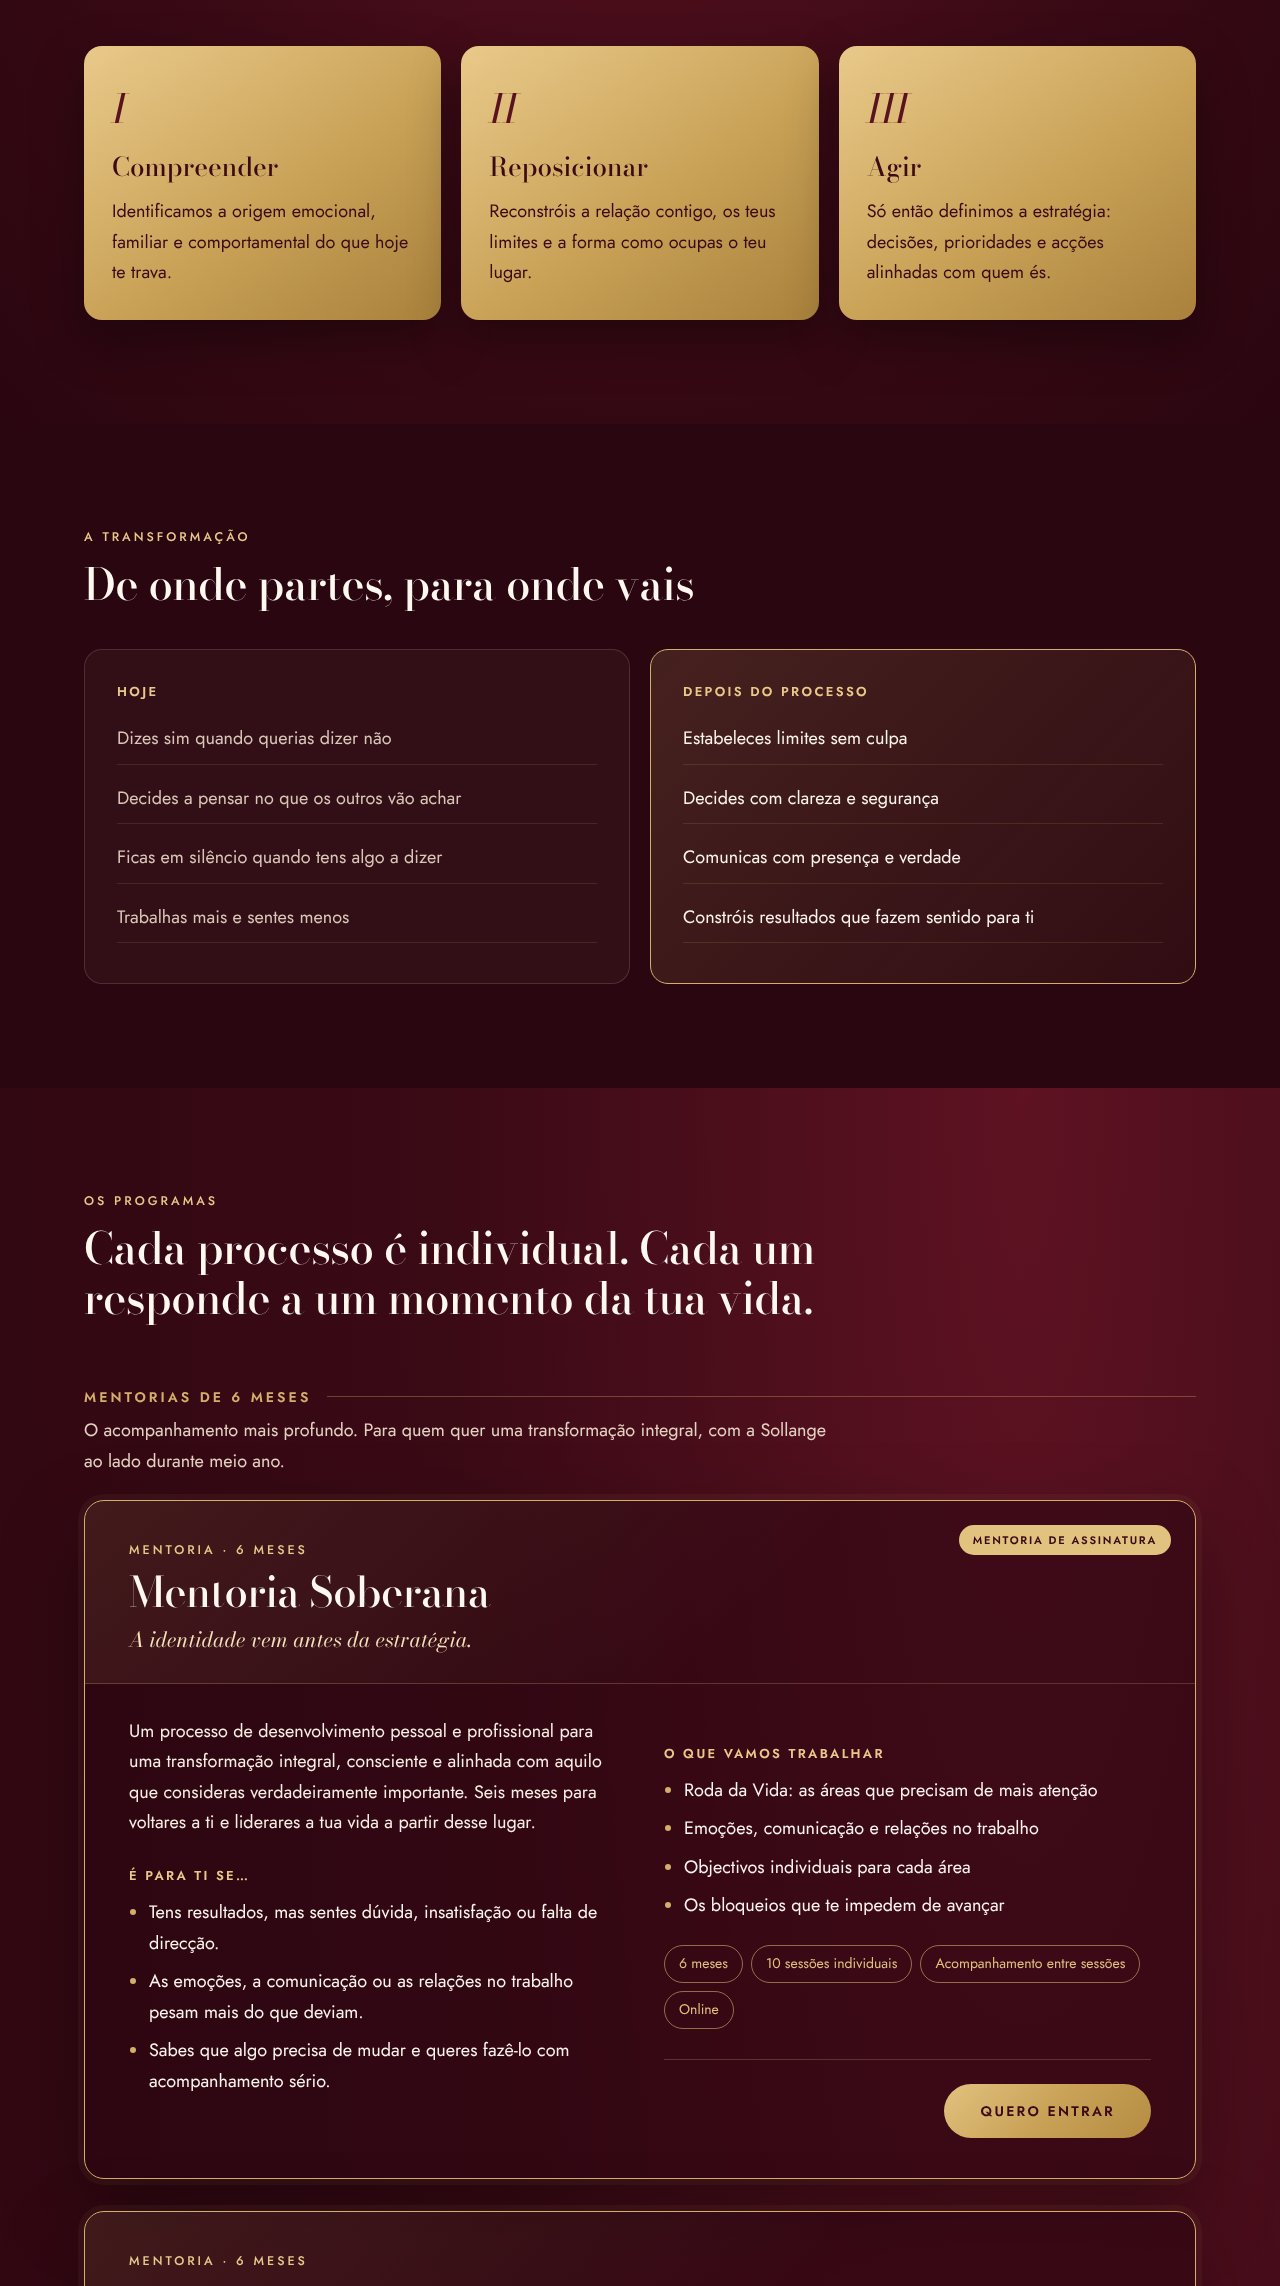 I
Compreender
Identificamos a origem emocional,
familiar e comportamental do que hoje
te trava.
II
Reposicionar
Reconstróis a relação contigo, os teus
limites e a forma como ocupas o teu
lugar.
III
Agir
Só então definimos a estratégia:
decisões, prioridades e acções
alinhadas com quem és.
A TRANSFORMAÇÃO
De onde partes, para onde vais
HOJE
Dizes sim quando querias dizer não
Decides a pensar no que os outros vão achar
Ficas em silêncio quando tens algo a dizer
Trabalhas mais e sentes menos
DEPOIS DO PROCESSO
Estabeleces limites sem culpa
Decides com clareza e segurança
Comunicas com presença e verdade
Constróis resultados que fazem sentido para ti
OS PROGRAMAS
Cada processo é individual. Cada um
responde a um momento da tua vida.
MENTORIAS DE 6 MESES
O acompanhamento mais profundo. Para quem quer uma transformação integral, com a Sollange
ao lado durante meio ano.
MENTORIA · 6 MESES
MENTORIA DE ASSINATURA
Mentoria Soberana
A identidade vem antes da estratégia.
Um processo de desenvolvimento pessoal e profissional para
uma transformação integral, consciente e alinhada com aquilo
que consideras verdadeiramente importante. Seis meses para
voltares a ti e liderares a tua vida a partir desse lugar.
É PARA TI SE…
• Tens resultados, mas sentes dúvida, insatisfação ou falta de
direcção.
• As emoções, a comunicação ou as relações no trabalho
pesam mais do que deviam.
• Sabes que algo precisa de mudar e queres fazê-lo com
acompanhamento sério.
O QUE VAMOS TRABALHAR
• Roda da Vida: as áreas que precisam de mais atenção
• Emoções, comunicação e relações no trabalho
• Objectivos individuais para cada área
• Os bloqueios que te impedem de avançar
6 meses
10 sessões individuais
Acompanhamento entre sessões
Online
QUERO ENTRAR
MENTORIA · 6 MESES